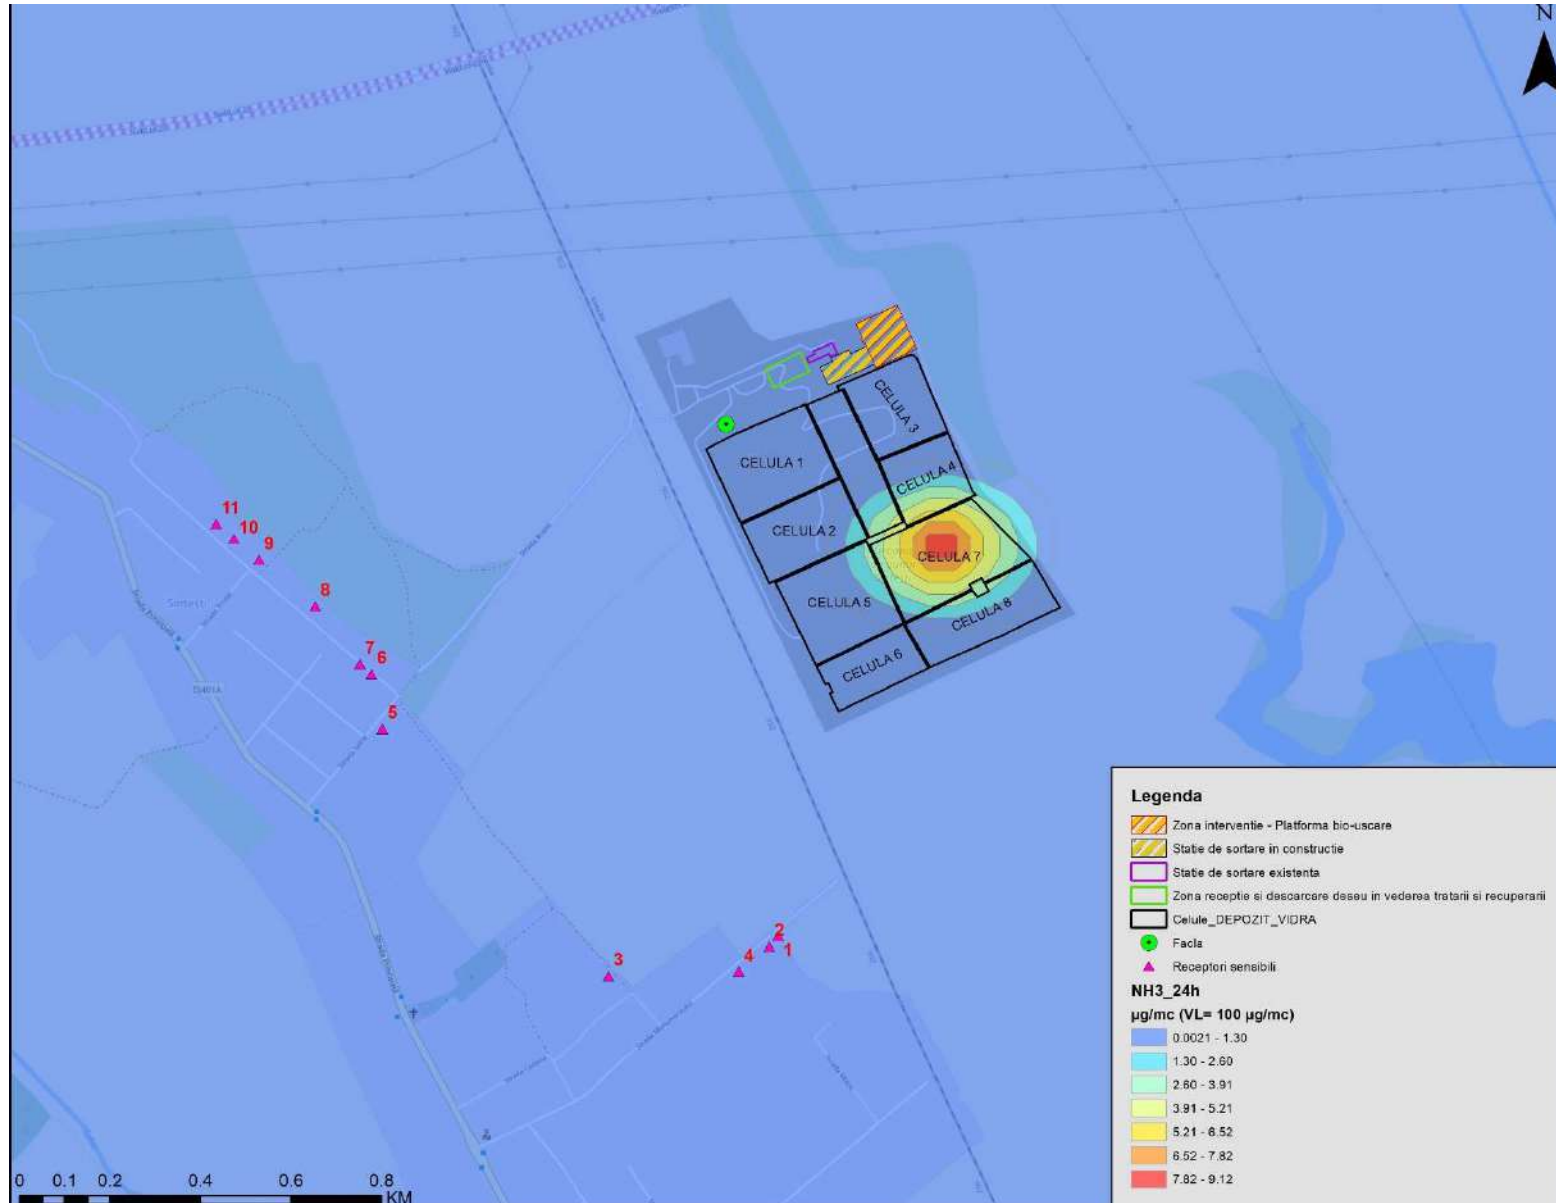 N
CELULA 3
CELULA 1
CELULA 4
CELULA 2
CELULA 7
CELULA 5
CELULA 8
CELULA 6
11
10
9
8
7
6
5
Sintesti
DJ401A
2
1
4
3
Legenda
Zona interventie - Platforma bio-uscare
Statie de sortare in constructie
Statie de sortare existenta
Zona receptie si descarcare deseu in vederea tratarii si recuperarii
Celule_DEPOZIT_VIDRA
Facla
Receptori sensibili
NH3_24h
µg/mc (VL= 100 µg/mc)
0.0021 - 1.30
1.30 - 2.60
2.60 - 3.91
3.91 - 5.21
5.21 - 6.52
6.52 - 7.82
7.82 - 9.12
0 0.1 0.2 0.4 0.6 0.8
KM